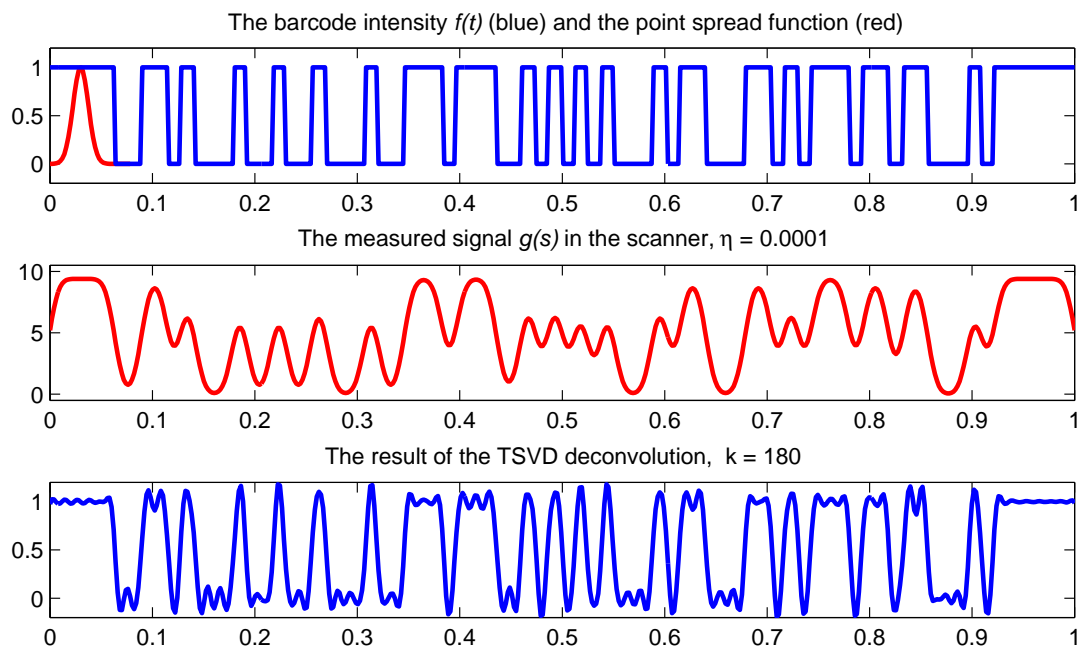 The barcode intensity f(t) (blue) and the point spread function (red)
1
0.5
0
0 0.1 0.2 0.3 0.4 0.5 0.6 0.7 0.8 0.9 1
The measured signal g(s) in the scanner, η = 0.0001
10
5
0
0 0.1 0.2 0.3 0.4 0.5 0.6 0.7 0.8 0.9 1
The result of the TSVD deconvolution, k = 180
1
0.5
0
0 0.1 0.2 0.3 0.4 0.5 0.6 0.7 0.8 0.9 1